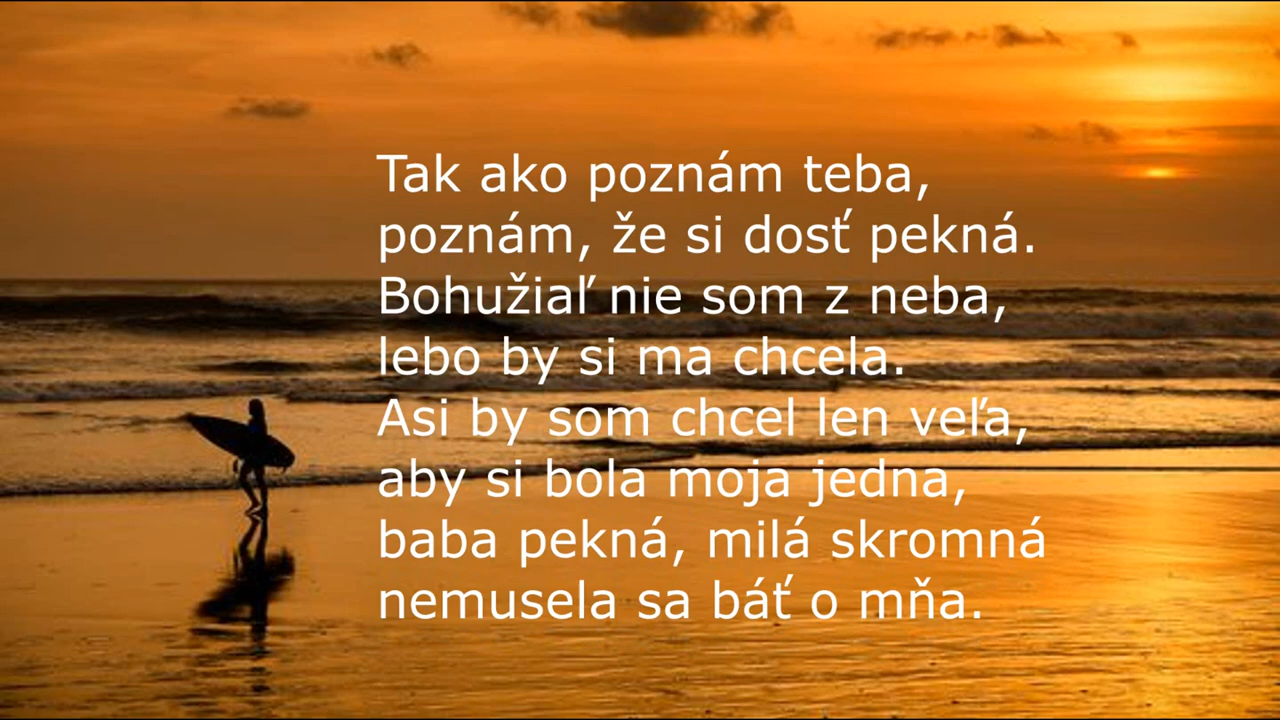 Tak ako poznám teba,
poznám, že si dosť pekná.
Bohužiaľ nie som z neba,
lebo by si ma chcela.
Asi by som chcel len veľa,
aby si bola moja jedna,
baba pekná, milá skromná
nemusela sa báť o mňa.